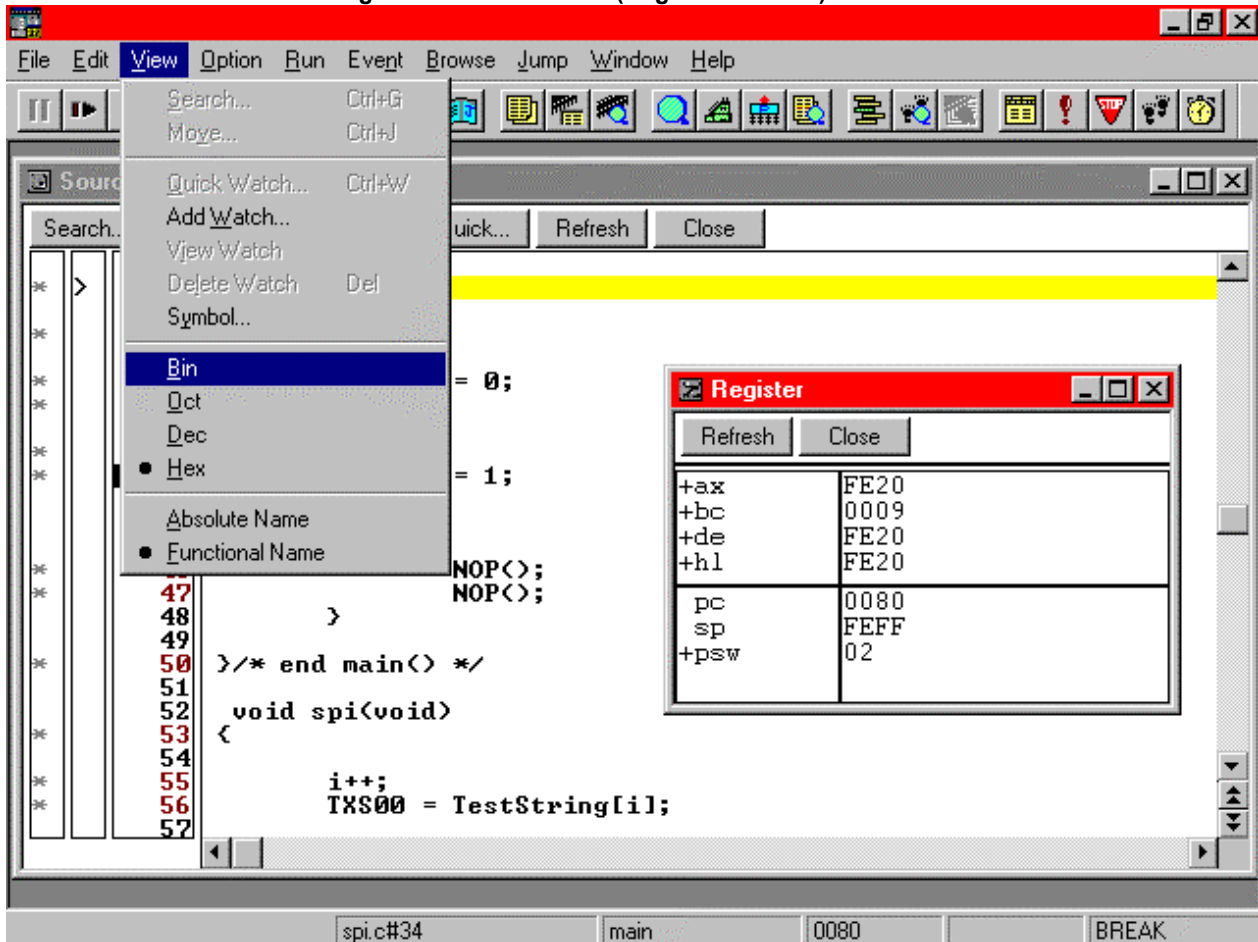 File Edit View Option Run Event Browse Jump Window Help
Search... Ctrl+G
Move... Ctrl+J
STOP
Quick Watch... Ctrl+W
Add Watch...
View Watch
Delete Watch Del
Symbol...
Bin
Oct
Dec
Hex
Absolute Name
Functional Name
Search.. uick... Refresh Close
* >
*
* = 0;
*
*
* = 1;
* NOP();
* 47 NOP();
48 }
49
* 50 }/* end main() */
51
52 void spi(void)
* 53 {
54
* 55 i++;
* 56 TXS00 = TestString[i];
57
Register
Refresh Close
+ax FE20
+bc 0009
+de FE20
+hl FE20
pc 0080
sp FEFF
+psw 02
spi.c#34 main 0080 BREAK